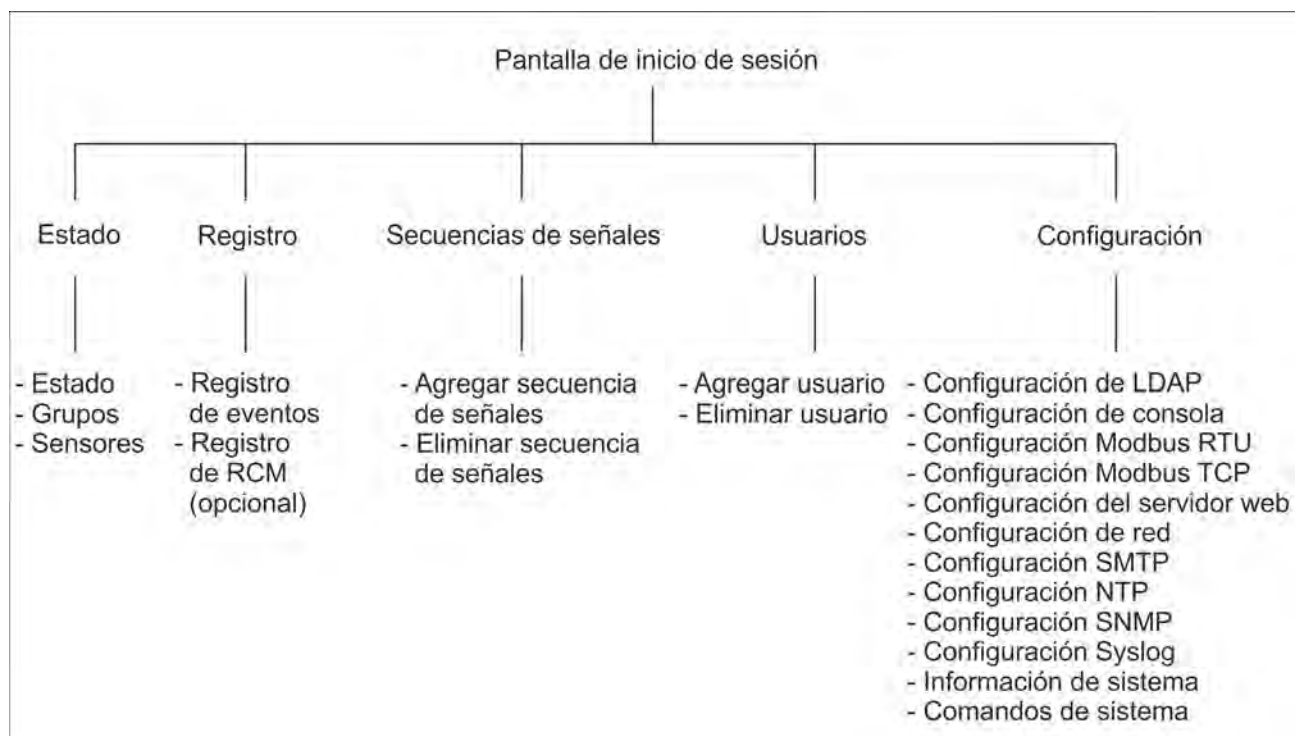 Pantalla de inicio de sesión
Estado
Registro
Secuencias de señales
Usuarios
Configuración
- Estado
- Grupos
- Sensores
- Registro
de eventos
- Registro
de RCM
(opcional)
- Agregar secuencia
de señales
- Eliminar secuencia
de señales
- Agregar usuario
- Eliminar usuario
- Configuración de LDAP
- Configuración de consola
- Configuración Modbus RTU
- Configuración Modbus TCP
- Configuración del servidor web
- Configuración de red
- Configuración SMTP
- Configuración NTP
- Configuración SNMP
- Configuración Syslog
- Información de sistema
- Comandos de sistema